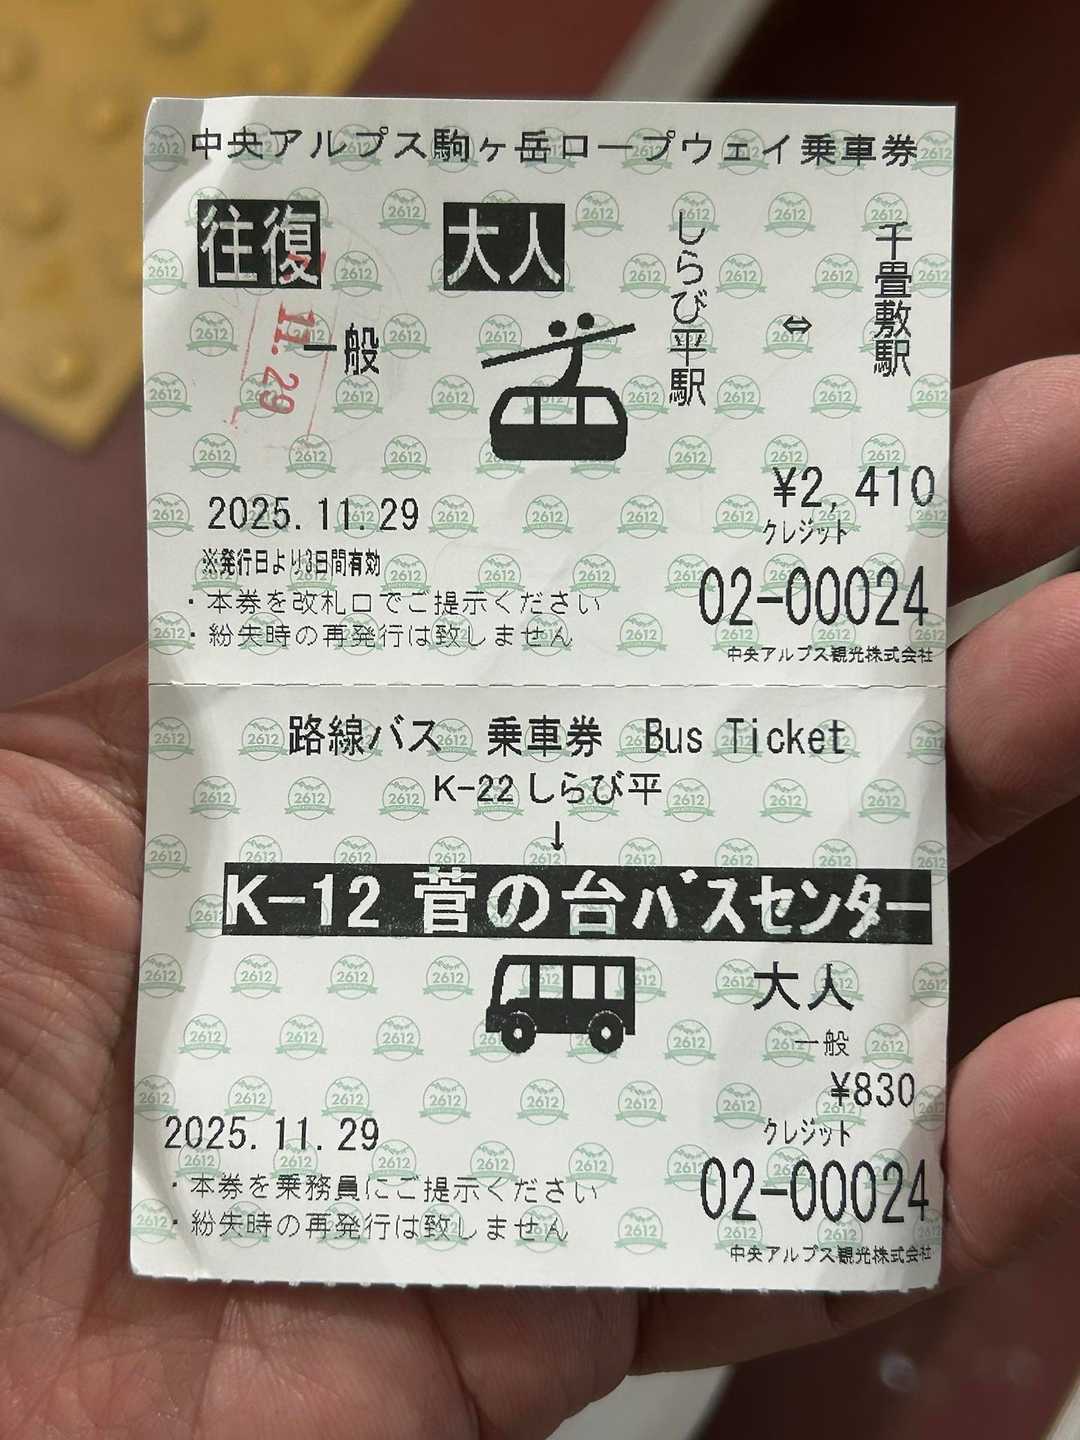 中央アルプス駒ヶ岳ロープウェイ乗車券
往復 大人
しらび平駅
⇔
千畳敷駅
11.29
一般
¥2,410
クレジット
2025.11.29
※発行日より3日間有効
・本券を改札口でご提示ください
・紛失時の再発行は致しません
02-00024
中央アルプス観光株式会社
路線バス 乗車券 Bus Ticket
K-22 しらび平
↓
K-12 菅の台バスセンター
大人
一般
¥830
クレジット
2025.11.29
・本券を乗務員にご提示ください
・紛失時の再発行は致しません
02-00024
中央アルプス観光株式会社
2612